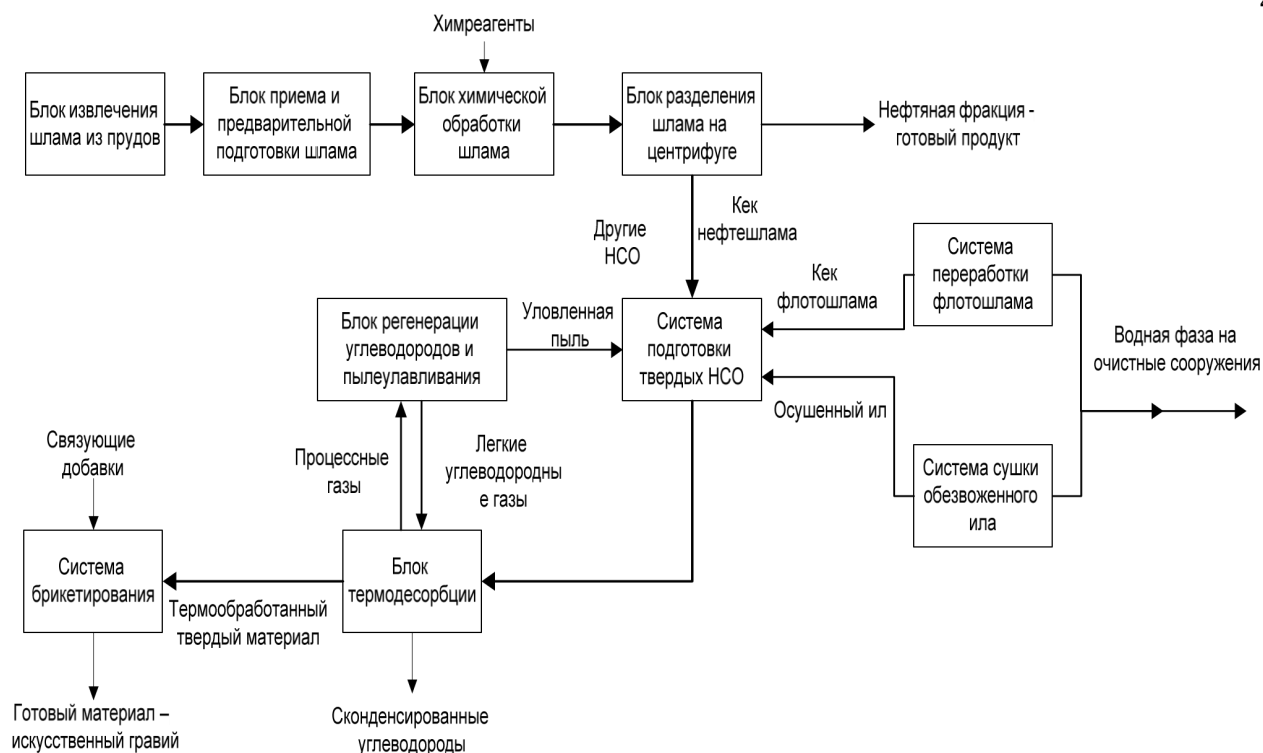 Химреагенты
Блок извлечения
шлама из прудов
Блок приема и
предварительной
подготовки шлама
Блок химической
обработки
шлама
Блок разделения
шлама на
центрифуге
Нефтяная фракция -
готовый продукт
Другие
НСО
Кек
нефтешлама
Кек
флотошлама
Система
переработки
флотошлама
Блок регенерации
углеводородов и
пылеулавливания
Уловленная
пыль
Система
подготовки
твердых НСО
Водная фаза на
очистные сооружения
Осушенный ил
Связующие
добавки
Процессные
газы
Легкие
углеводородны
е газы
Система сушки
обезвоженного
ила
Система
брикетирования
Термообработанный
твердый материал
Блок
термодесорбции
Готовый материал –
искусственный гравий
Сконденсированные
углеводороды